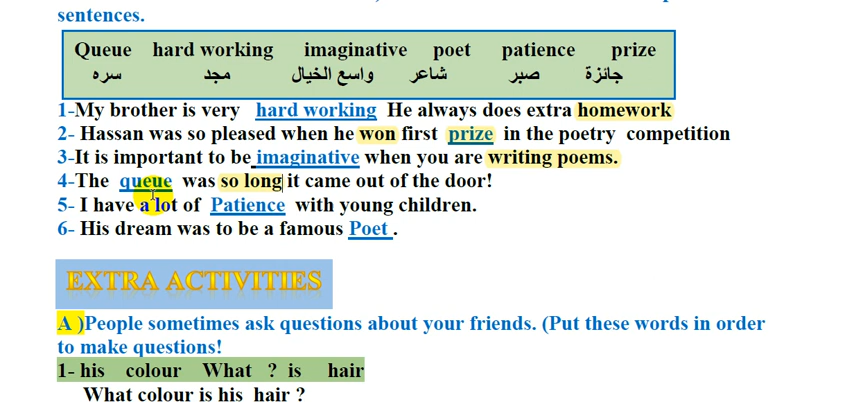 sentences.
Queue hard working imaginative poet patience prize
سره مجد واسع الخيال شاعر صبر جائزة
1-My brother is very hard working He always does extra homework
2- Hassan was so pleased when he won first prize in the poetry competition
3-It is important to be imaginative when you are writing poems.
4-The queue was so long it came out of the door!
5- I have a lot of Patience with young children.
6- His dream was to be a famous Poet .
EXTRA ACTIVITIES
A )People sometimes ask questions about your friends. (Put these words in order
to make questions!
1- his colour What ? is hair
What colour is his hair ?